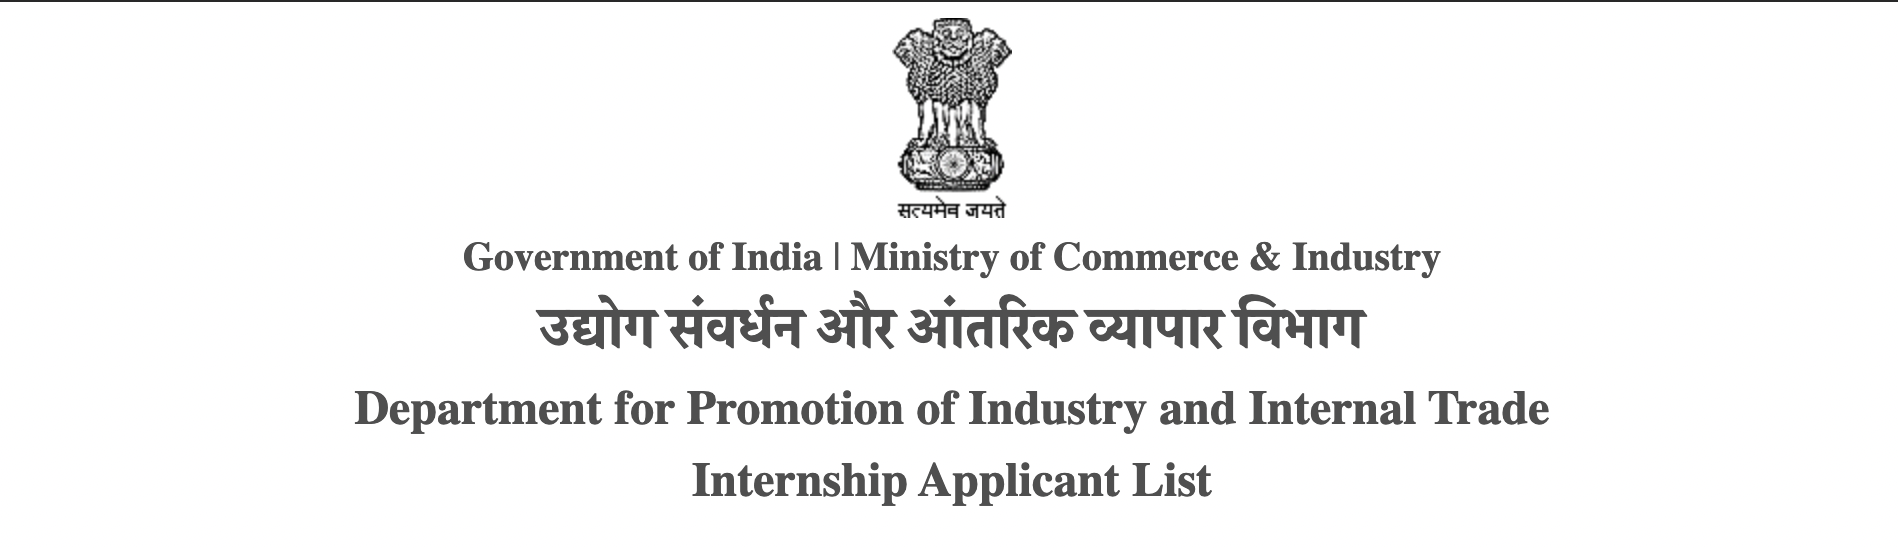 सत्यमेव जयते
Government of India | Ministry of Commerce & Industry
उद्योग संवर्धन और आंतरिक व्यापार विभाग
Department for Promotion of Industry and Internal Trade
Internship Applicant List